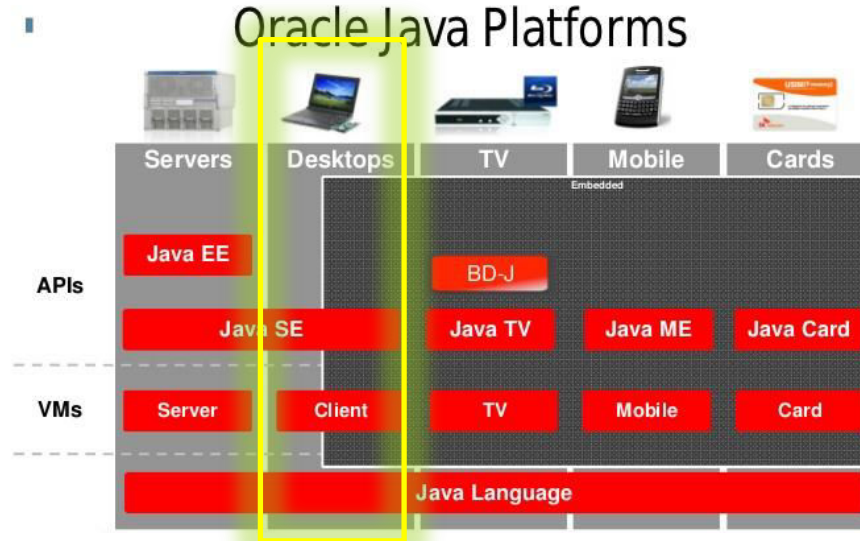 Oracle Java Platforms
Servers Desktops TV Mobile Cards
Embedded
Java EE
BD-J
APIs
Java SE Java TV Java ME Java Card
VMs Server Client TV Mobile Card
Java Language